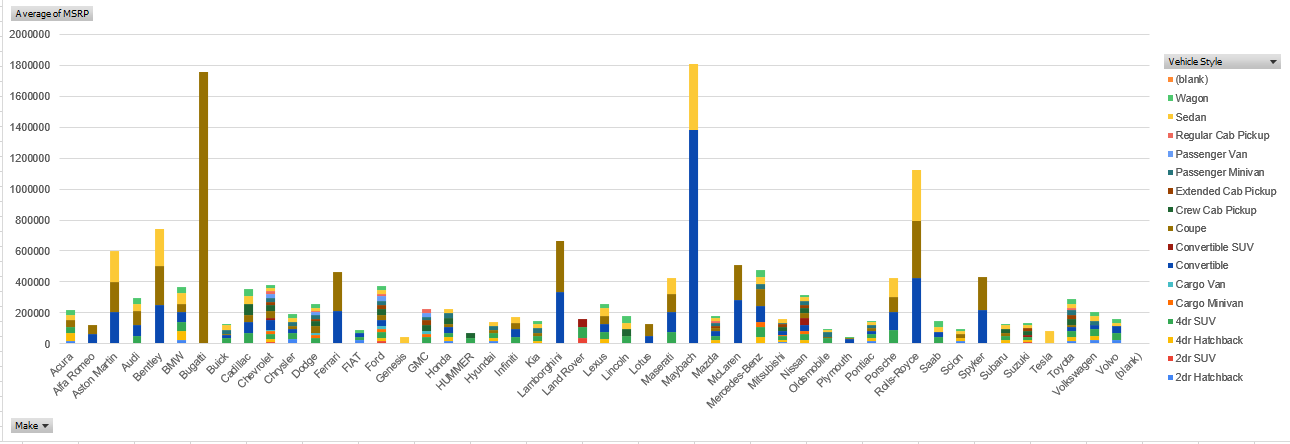 Average of MSRP
2000000
1800000
1600000
1400000
1200000
1000000
800000
600000
400000
200000
0
Acura
Alfa Romeo
Aston Martin
Audi
Bentley
BMW
Bugatti
Buick
Cadillac
Chevrolet
Chrysler
Dodge
Ferrari
FIAT
Ford
Genesis
GMC
Honda
HUMMER
Hyundai
Infiniti
Kia
Lamborghini
Land Rover
Lexus
Lincoln
Lotus
Maserati
Maybach
Mazda
McLaren
Mercedes-Benz
Mitsubishi
Nissan
Oldsmobile
Plymouth
Pontiac
Porsche
Rolls-Royce
Saab
Scion
Spyker
Subaru
Suzuki
Tesla
Toyota
Volkswagen
Volvo
(blank)
Make
Vehicle Style
(blank)
Wagon
Sedan
Regular Cab Pickup
Passenger Van
Passenger Minivan
Extended Cab Pickup
Crew Cab Pickup
Coupe
Convertible SUV
Convertible
Cargo Van
Cargo Minivan
4dr SUV
4dr Hatchback
2dr SUV
2dr Hatchback